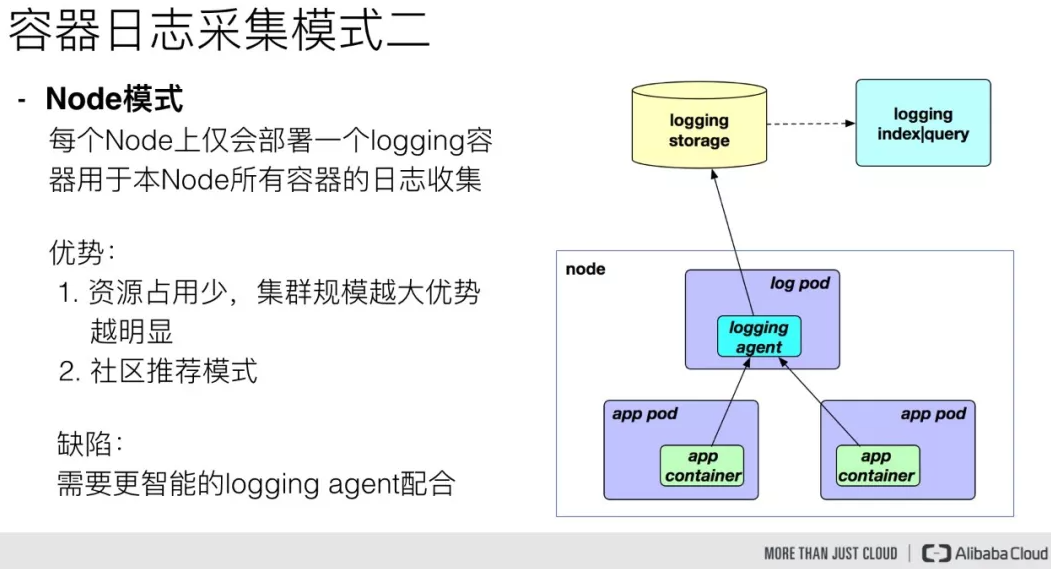 容器日志采集模式二
- Node模式
每个Node上仅会部署一个logging容
器用于本Node所有容器的日志收集
优势：
1. 资源占用少，集群规模越大优势
越明显
2. 社区推荐模式
缺陷：
需要更智能的logging agent配合
logging
storage
logging
index|query
node
log pod
logging
agent
app pod
app
container
app pod
app
container
MORE THAN JUST CLOUD | Alibaba Cloud